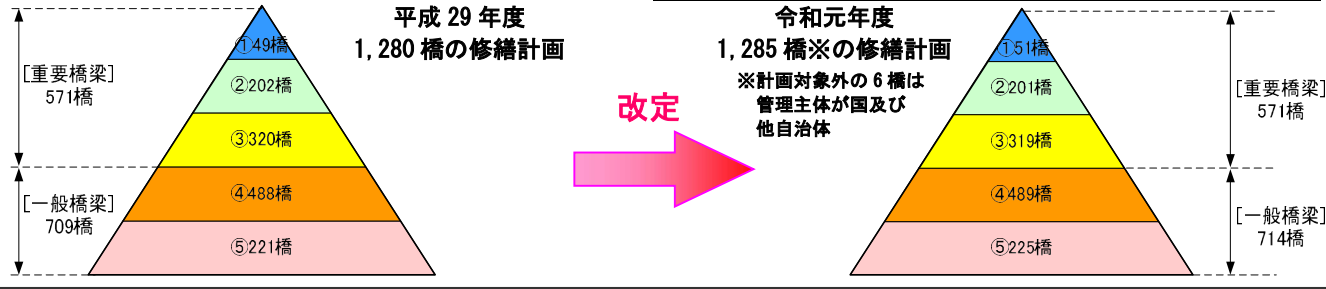 平成 29 年度
1,280 橋の修繕計画
①49橋
②202橋
③320橋
④488橋
⑤221橋
[重要橋梁]
571橋
[一般橋梁]
709橋
改定
令和元年度
1,285 橋※の修繕計画
※計画対象外の 6 橋は
管理主体が国及び
他自治体
①51橋
②201橋
③319橋
④489橋
⑤225橋
[重要橋梁]
571橋
[一般橋梁]
714橋